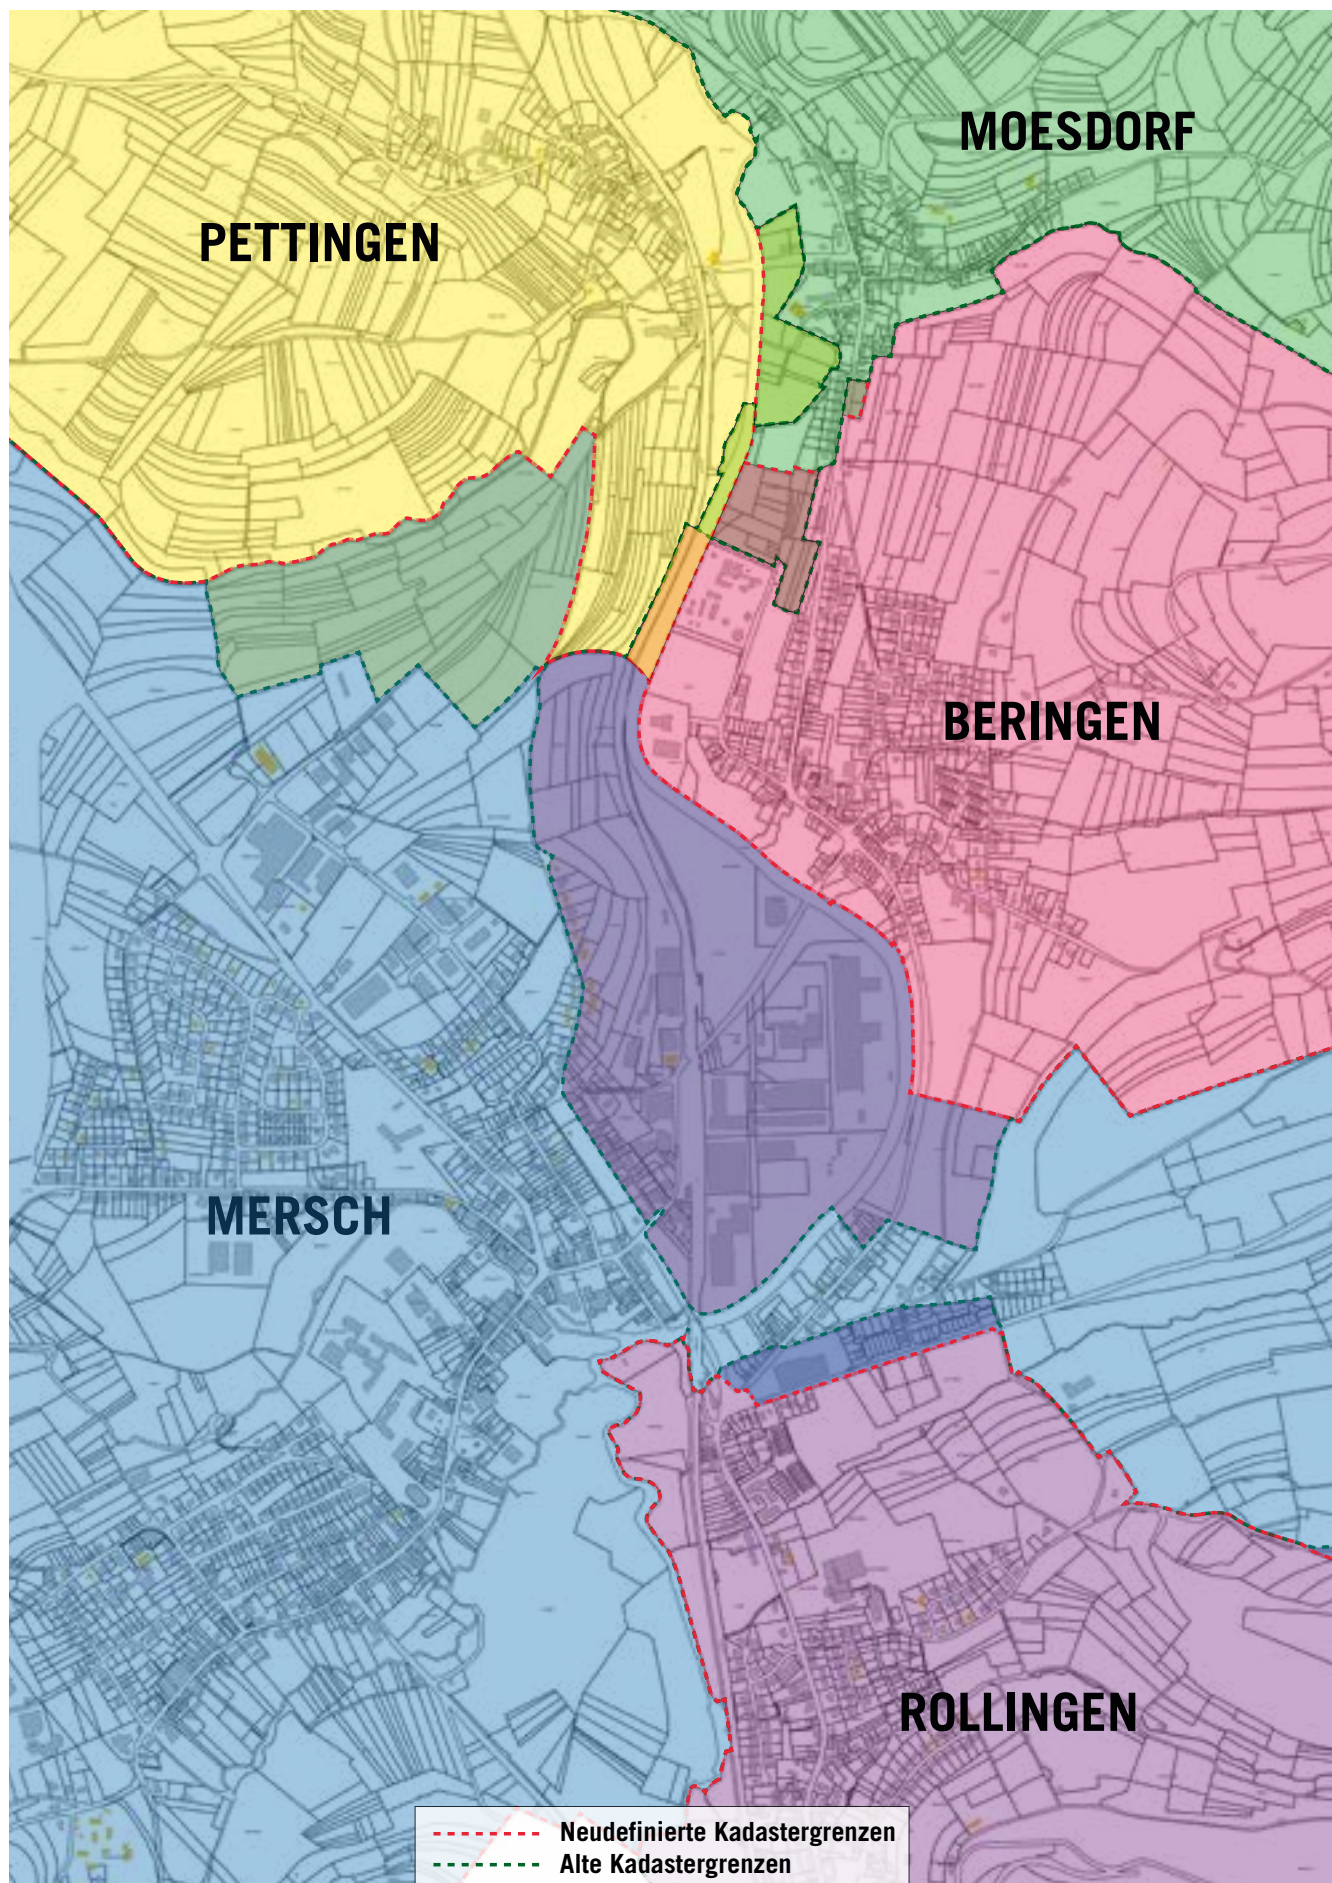 MOESDORF
PETTINGEN
BERINGEN
MERSCH
ROLLINGEN
Neudefinierte Kadastergrenzen
Alte Kadastergrenzen